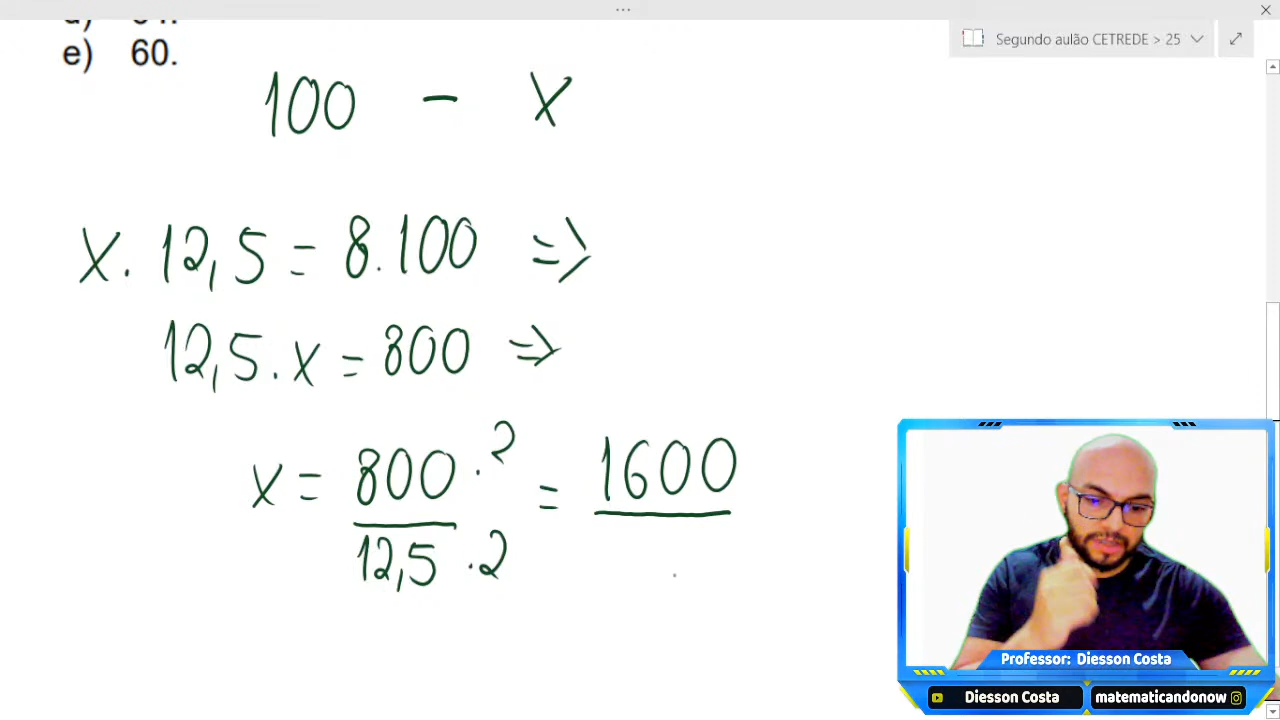 e) 60.
Segundo aulão CETREDE > 25
100 - x
x. 12,5 = 8.100 =>
12,5. x = 800 =>
x = 800 .2 = 1600
12,5 .2
Professor: Diesson Costa
Diesson Costa
matematicandonow